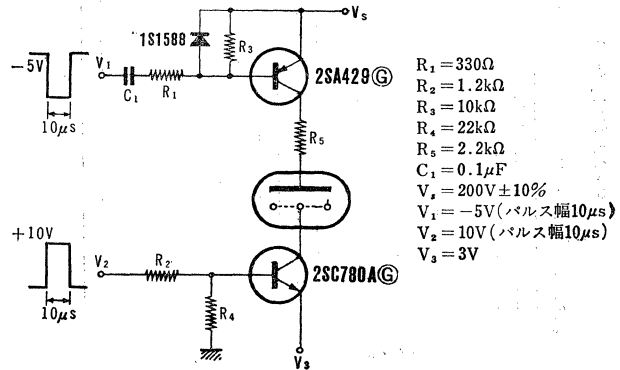 Vs
1S1588
R3
-5V
V1
C1
R1
2SA429Ⓖ
10μs
R5
+10V
V2
R2
2SC780AⒼ
10μs
R4
V3
R1=330Ω
R2=1.2kΩ
R3=10kΩ
R4=22kΩ
R5=2.2kΩ
C1=0.1μF
Vs=200V±10%
V1=-5V(パルス幅10μs)
V2=10V(パルス幅10μs)
V3=3V